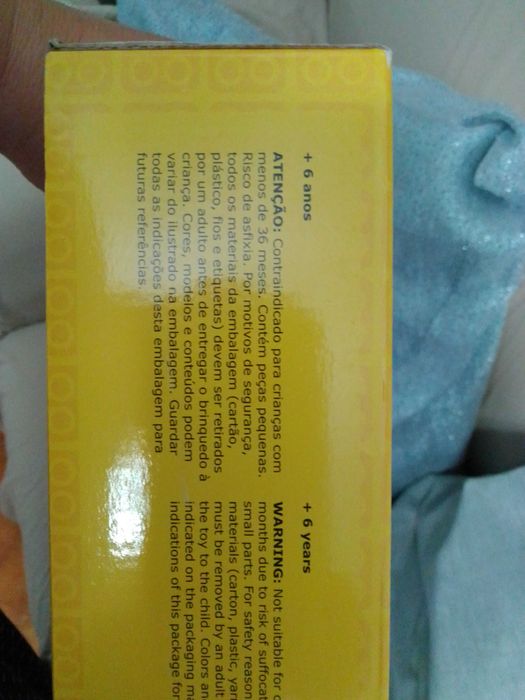 + 6 anos
ATENÇÃO: Contraindicado para crianças com
menos de 36 meses. Contém peças pequenas.
Risco de asfixia. Por motivos de segurança,
todos os materiais da embalagem (cartão,
plástico, fios e etiquetas) devem ser retirados
por um adulto antes de entregar o brinquedo à
criança. Cores, modelos e conteúdos podem
variar do ilustrado na embalagem. Guardar
todas as indicações desta embalagem para
futuras referências.
+ 6 years
WARNING: Not suitable for
months due to risk of
small parts. For safety
materials (carton, plastic,
must be removed by an adult
the toy to the child. Colors
indicated on the packaging
indications of this package for